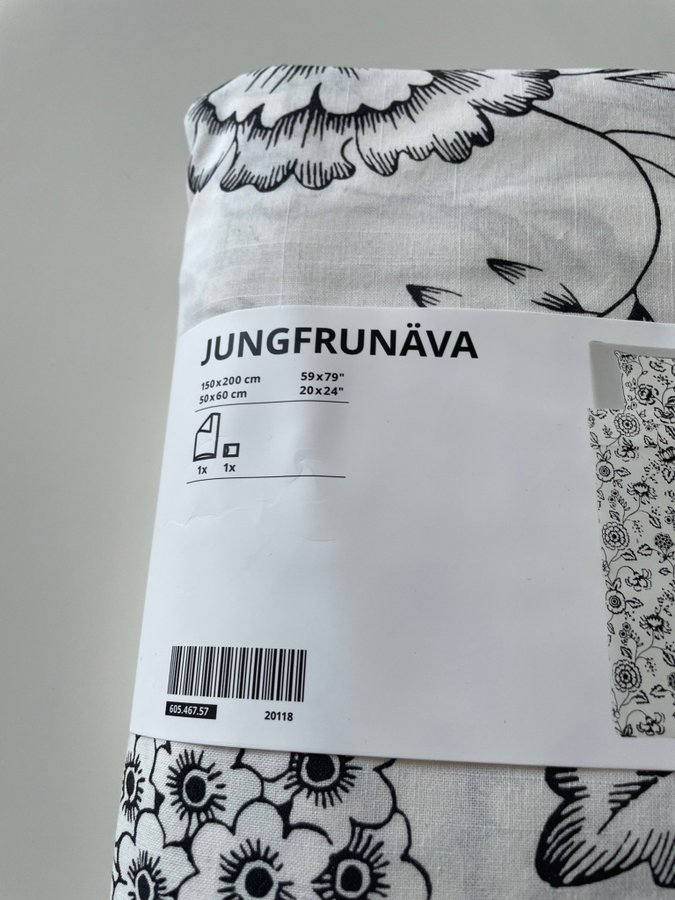 JUNGFRUNÄVA
150x200 cm 59x79"
50x60 cm 20x24"
1x 1x
605.467.57 20118